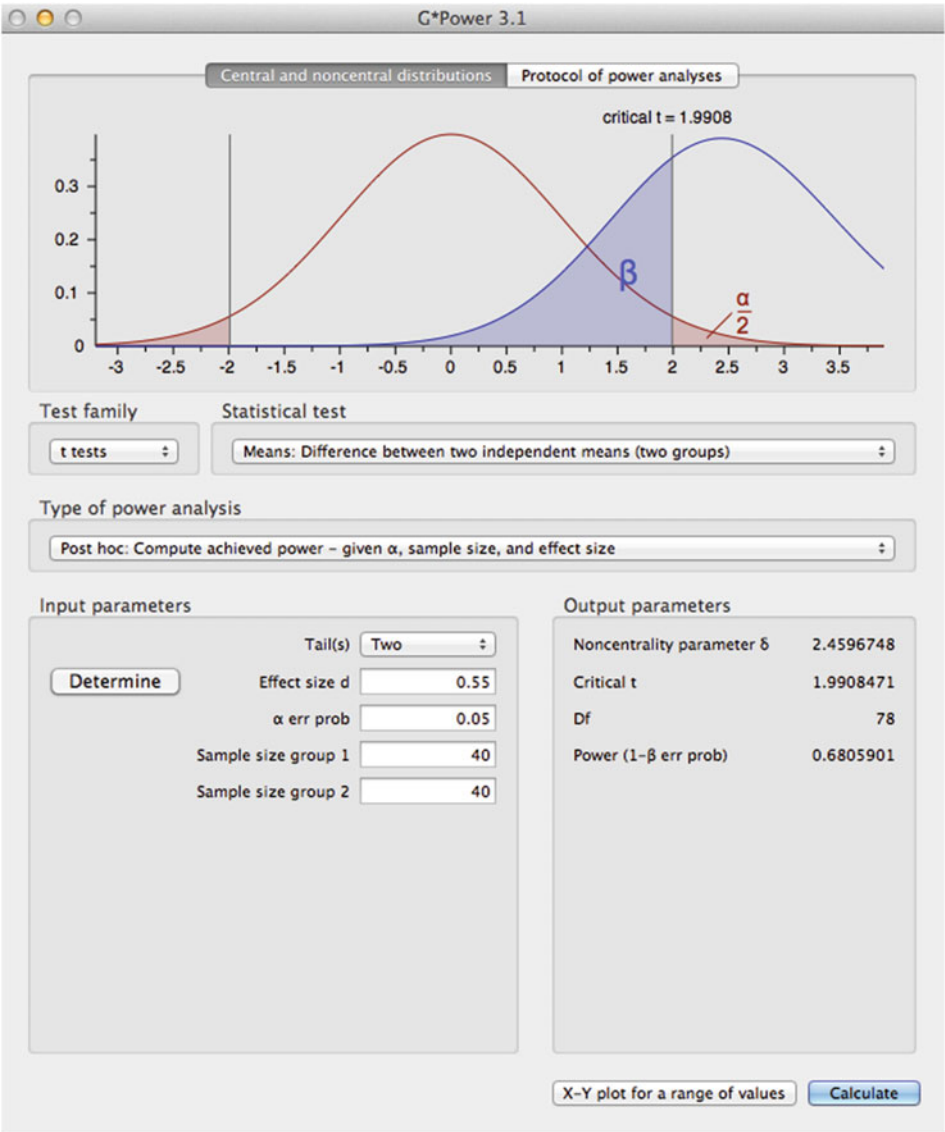 G*Power 3.1
Central and noncentral distributions
Protocol of power analyses
critical t = 1.9908
0.3
0.2
0.1
0
β
α
2
-3 -2.5 -2 -1.5 -1 -0.5 0 0.5 1 1.5 2 2.5 3 3.5
Test family
Statistical test
t tests
Means: Difference between two independent means (two groups)
Type of power analysis
Post hoc: Compute achieved power – given α, sample size, and effect size
Input parameters
Tail(s) Two
Determine
Effect size d 0.55
α err prob 0.05
Sample size group 1 40
Sample size group 2 40
Output parameters
Noncentrality parameter δ 2.4596748
Critical t 1.9908471
Df 78
Power (1-β err prob) 0.6805901
X-Y plot for a range of values
Calculate